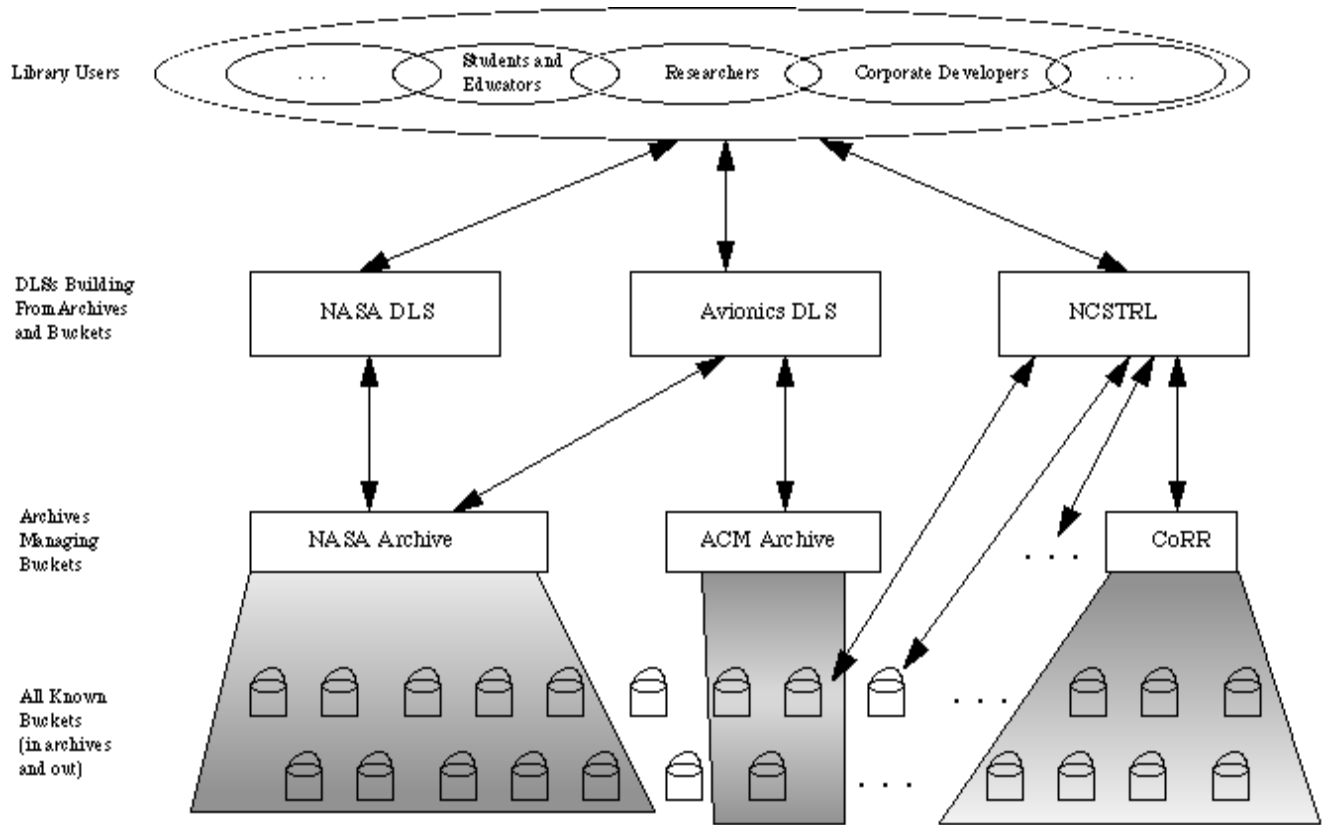 Library Users
. . .
Students and
Educators
Researchers
Corporate Developers
. . .
DLSs Building
From Archives
and Buckets
NASA DLS
Avionics DLS
NCSTRL
Archives
Managing
Buckets
NASA Archive
ACM Archive
. . .
CoRR
All Known
Buckets
(in archives
and out)
. . .
. . .